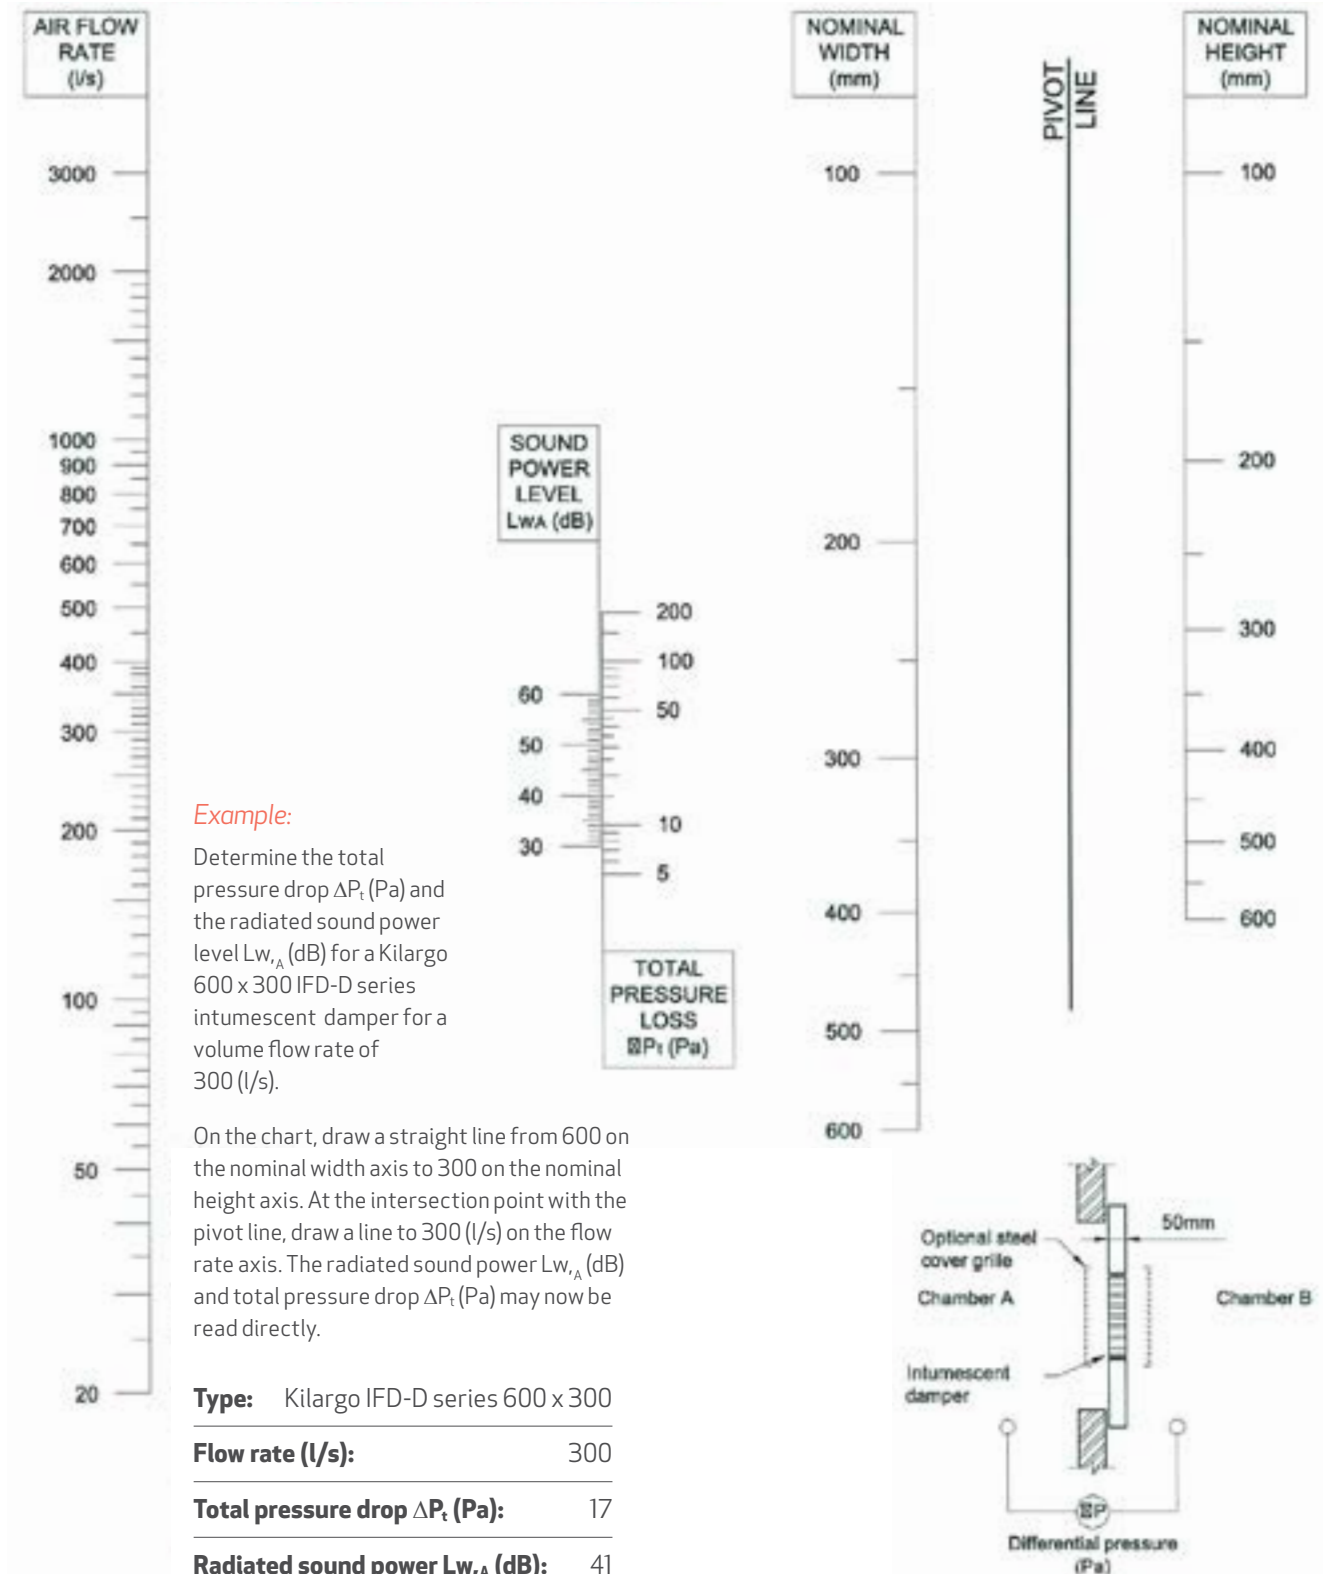 AIR FLOW
RATE
(l/s)
NOMINAL
WIDTH
(mm)
PIVOT
LINE
NOMINAL
HEIGHT
(mm)
3000
2000
1000
900
800
700
600
500
400
300
200
100
50
20
SOUND
POWER
LEVEL
LWA (dB)
60
50
40
30
200
100
50
10
5
TOTAL
PRESSURE
LOSS
⊠Pt (Pa)
100
200
300
400
500
600
100
200
300
400
500
600
Example:
Determine the total
pressure drop ΔPt (Pa) and
the radiated sound power
level Lw,A (dB) for a Kilargo
600 x 300 IFD-D series
intumescent damper for a
volume flow rate of
300 (l/s).
On the chart, draw a straight line from 600 on
the nominal width axis to 300 on the nominal
height axis. At the intersection point with the
pivot line, draw a line to 300 (l/s) on the flow
rate axis. The radiated sound power Lw,A (dB)
and total pressure drop ΔPt (Pa) may now be
read directly.
Type: Kilargo IFD-D series 600 x 300
Flow rate (l/s): 300
Total pressure drop ΔPt (Pa): 17
Radiated sound power Lw,A (dB): 41
50mm
Optional steel
cover grille
Chamber A
Chamber B
Intumescent
damper
⊠P
Differential pressure
(Pa)